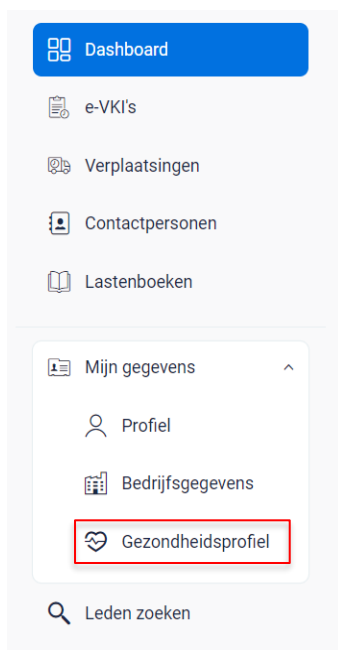 Dashboard
e-VKI's
Verplaatsingen
Contactpersonen
Lastenboeken
Mijn gegevens
Profiel
Bedrijfsgegevens
Gezondheidsprofiel
Leden zoeken